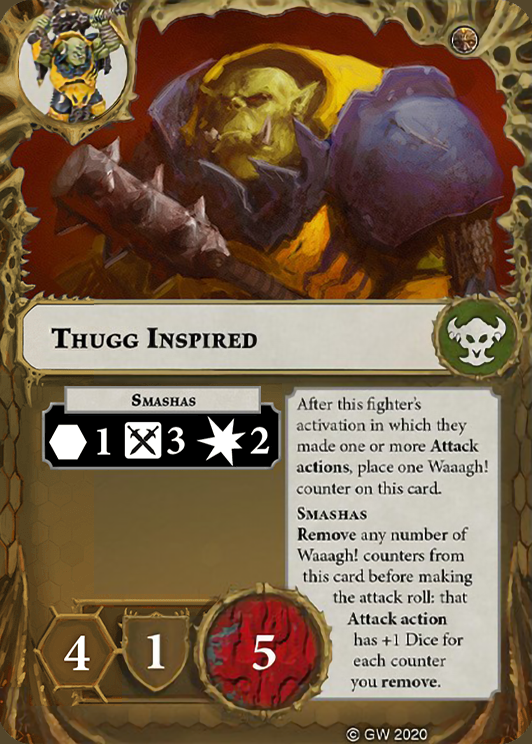 THUGG INSPIRED
SMASHAS
1 3 2
After this fighter's
activation in which they
made one or more Attack
actions, place one Waaagh!
counter on this card.
SMASHAS
Remove any number of
Waaagh! counters from
this card before making
the attack roll: that
Attack action
has +1 Dice for
each counter
you remove.
4 1 5
© GW 2020